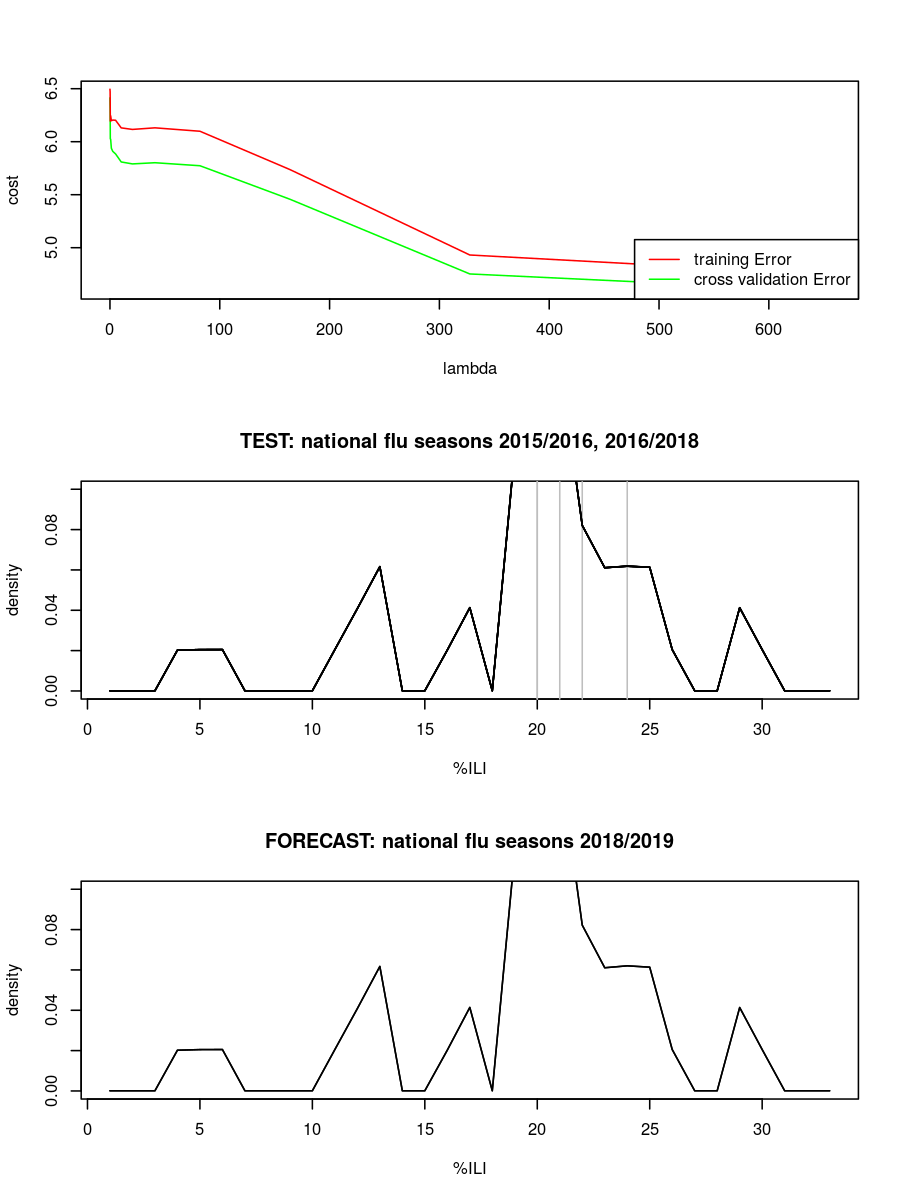 cost
6.5
6.0
5.5
5.0
training Error
cross validation Error
0 100 200 300 400 500 600
lambda
TEST: national flu seasons 2015/2016, 2016/2018
density
0.08
0.04
0.00
0 5 10 15 20 25 30
%ILI
FORECAST: national flu seasons 2018/2019
density
0.08
0.04
0.00
0 5 10 15 20 25 30
%ILI